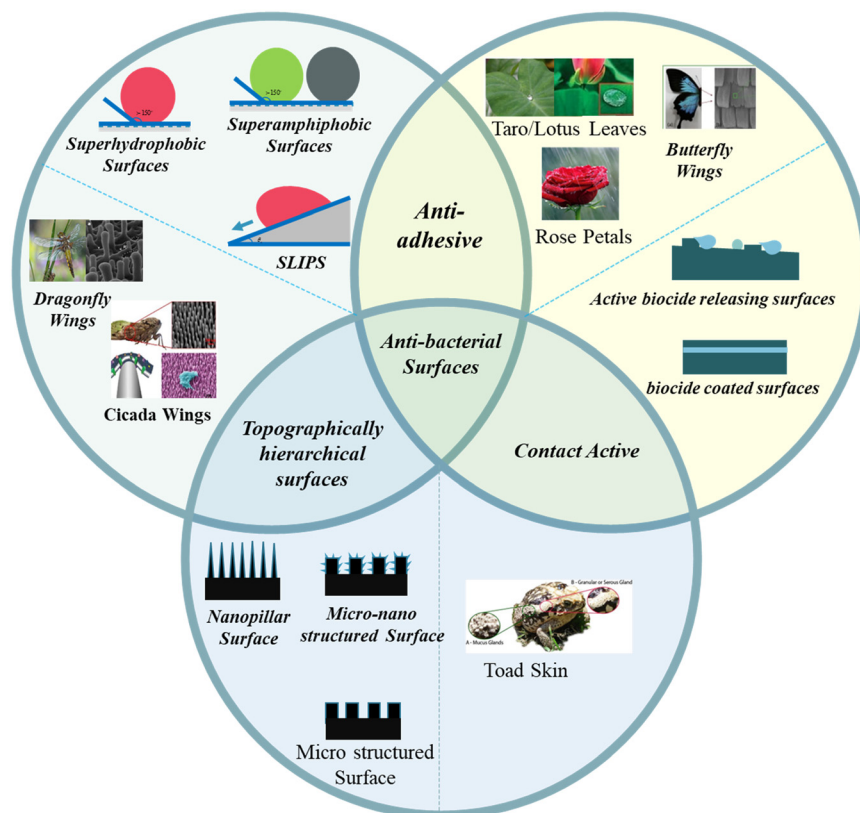 >150°
Superhydrophobic
Surfaces
>150°
Superamphiphobic
Surfaces
SLIPS
Dragonfly
Wings
Cicada Wings
Anti-
adhesive
Taro/Lotus Leaves
Rose Petals
Butterfly
Wings
Active biocide releasing surfaces
biocide coated surfaces
Anti-bacterial
Surfaces
Topographically
hierarchical
surfaces
Contact Active
Nanopillar
Surface
Micro-nano
structured Surface
Micro structured
Surface
B - Granular or Serous Gland
A - Mucus Glands
Toad Skin